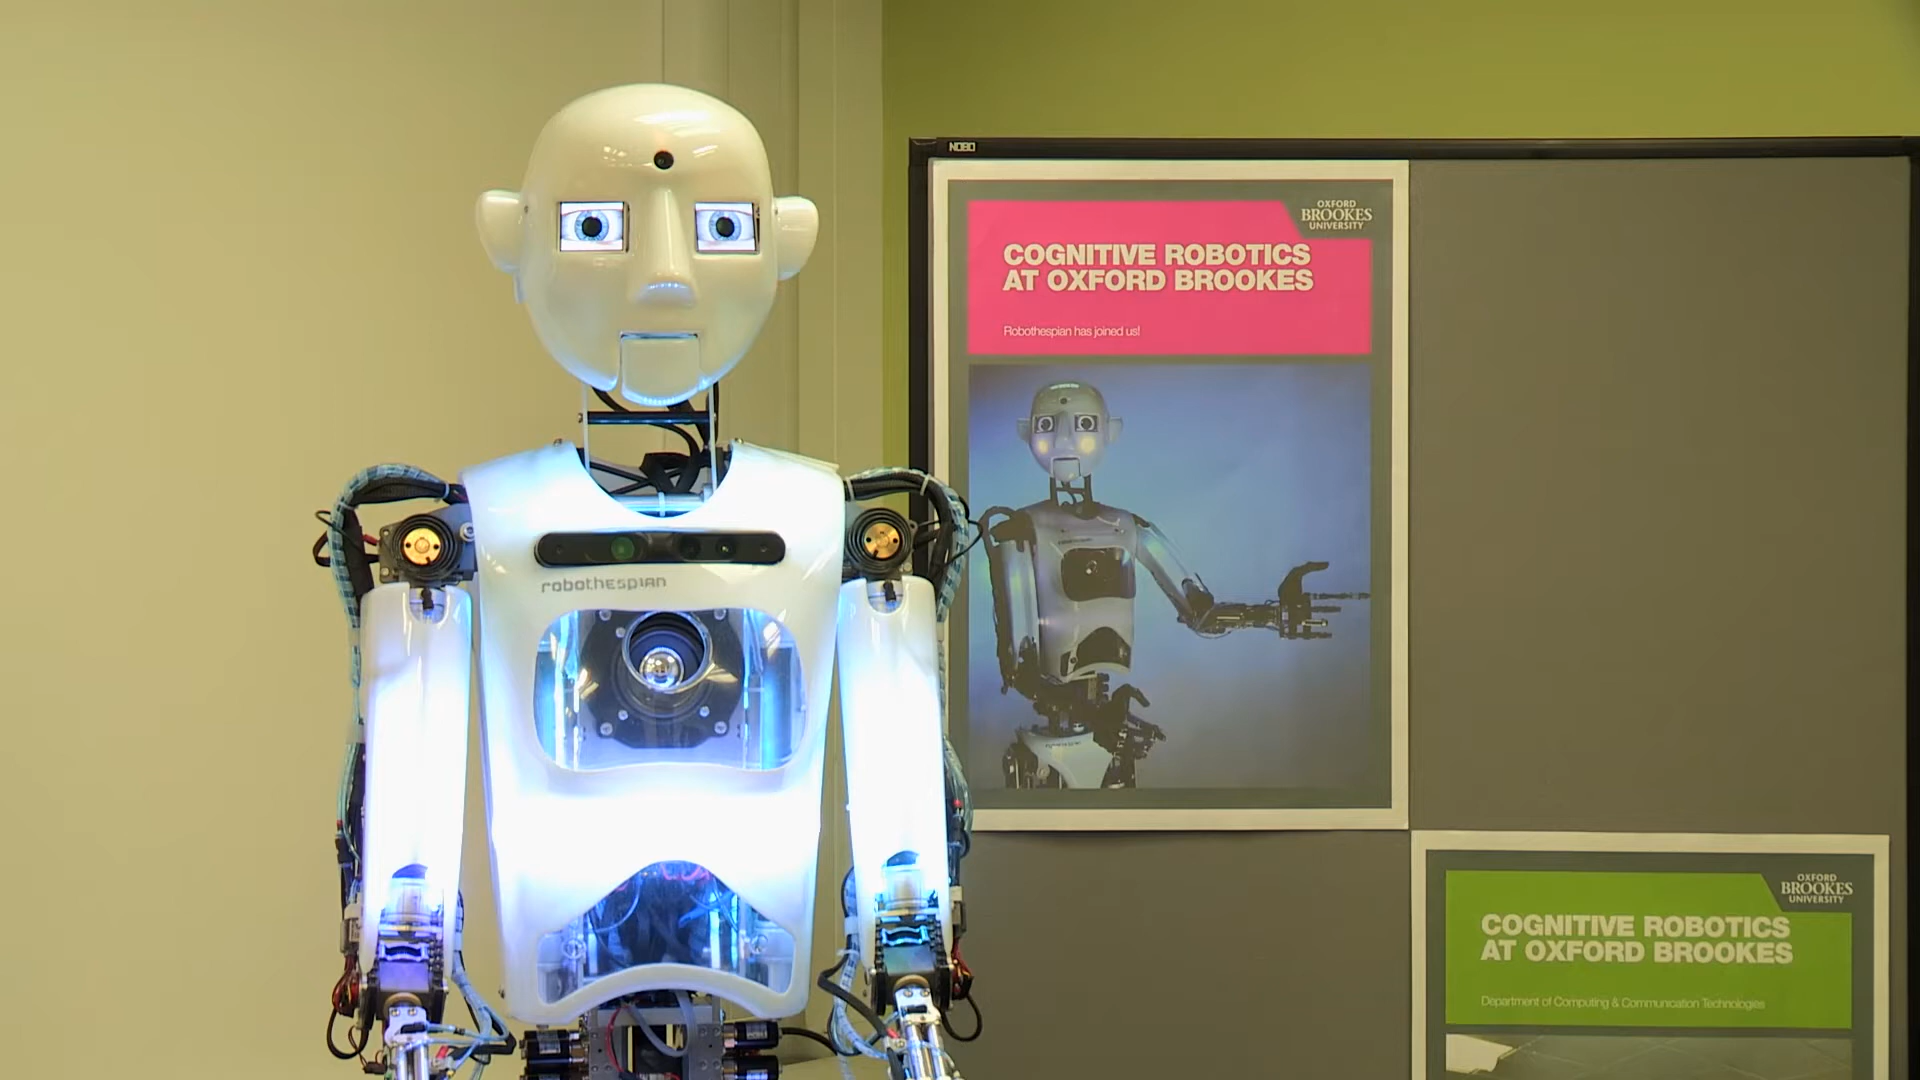 NOBO
OXFORD
BROOKES
UNIVERSITY
COGNITIVE ROBOTICS
AT OXFORD BROOKES
Robothespian has joined us!
robothespian
OXFORD
BROOKES
UNIVERSITY
COGNITIVE ROBOTICS
AT OXFORD BROOKES
Department of Computing & Communication Technologies